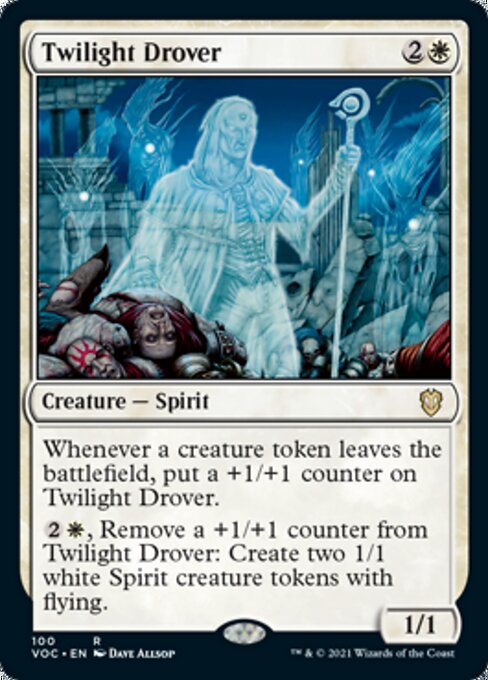 Twilight Drover 2
Creature — Spirit
Whenever a creature token leaves the
battlefield, put a +1/+1 counter on
Twilight Drover.
2, Remove a +1/+1 counter from
Twilight Drover: Create two 1/1
white Spirit creature tokens with
flying.
1/1
100 R
VOC • EN Dave Allsop
™ & © 2021 Wizards of the Coast